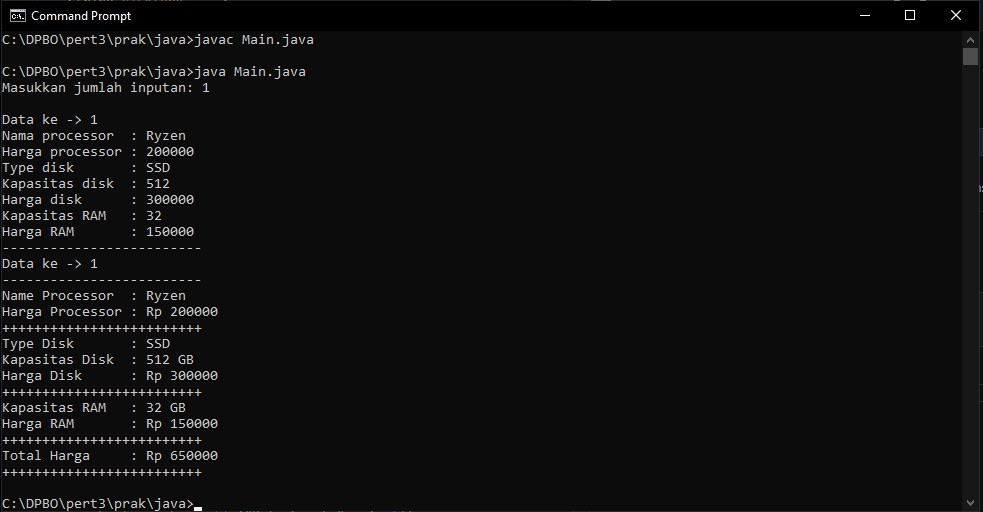 Command Prompt
C:\DPBO\pert3\prak\java>javac Main.java
C:\DPBO\pert3\prak\java>java Main.java
Masukkan jumlah inputan: 1
Data ke -> 1
Nama processor  : Ryzen
Harga processor : 200000
Type disk       : SSD
Kapasitas disk  : 512
Harga disk      : 300000
Kapasitas RAM   : 32
Harga RAM       : 150000
-------------------------
Data ke -> 1
-------------------------
Name Processor  : Ryzen
Harga Processor : Rp 200000
+++++++++++++++++++++++++
Type Disk       : SSD
Kapasitas Disk  : 512 GB
Harga Disk      : Rp 300000
+++++++++++++++++++++++++
Kapasitas RAM   : 32 GB
Harga RAM       : Rp 150000
+++++++++++++++++++++++++
Total Harga     : Rp 650000
+++++++++++++++++++++++++
C:\DPBO\pert3\prak\java>